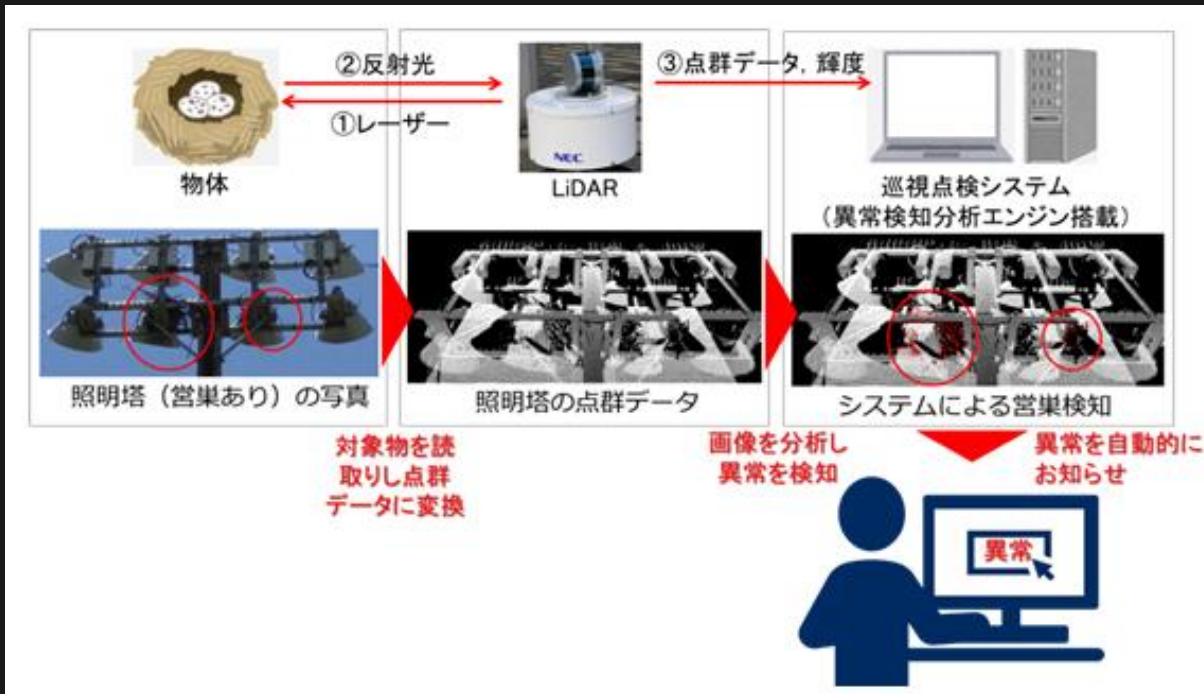 ②反射光
①レーザー
物体
③点群データ, 輝度
NEC
LiDAR
巡視点検システム
（異常検知分析エンジン搭載）
照明塔（営巣あり）の写真
照明塔の点群データ
システムによる営巣検知
対象物を読
取りし点群
データに変換
画像を分析し
異常を検知
異常を自動的に
お知らせ
異常